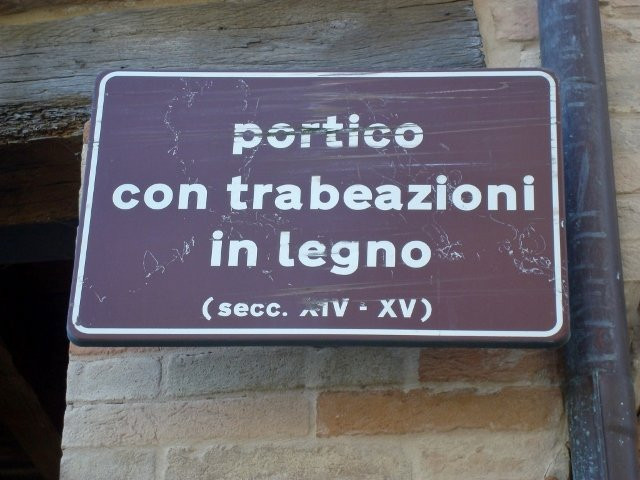 portico
con trabeazioni
in legno
(secc. XIV - XV)